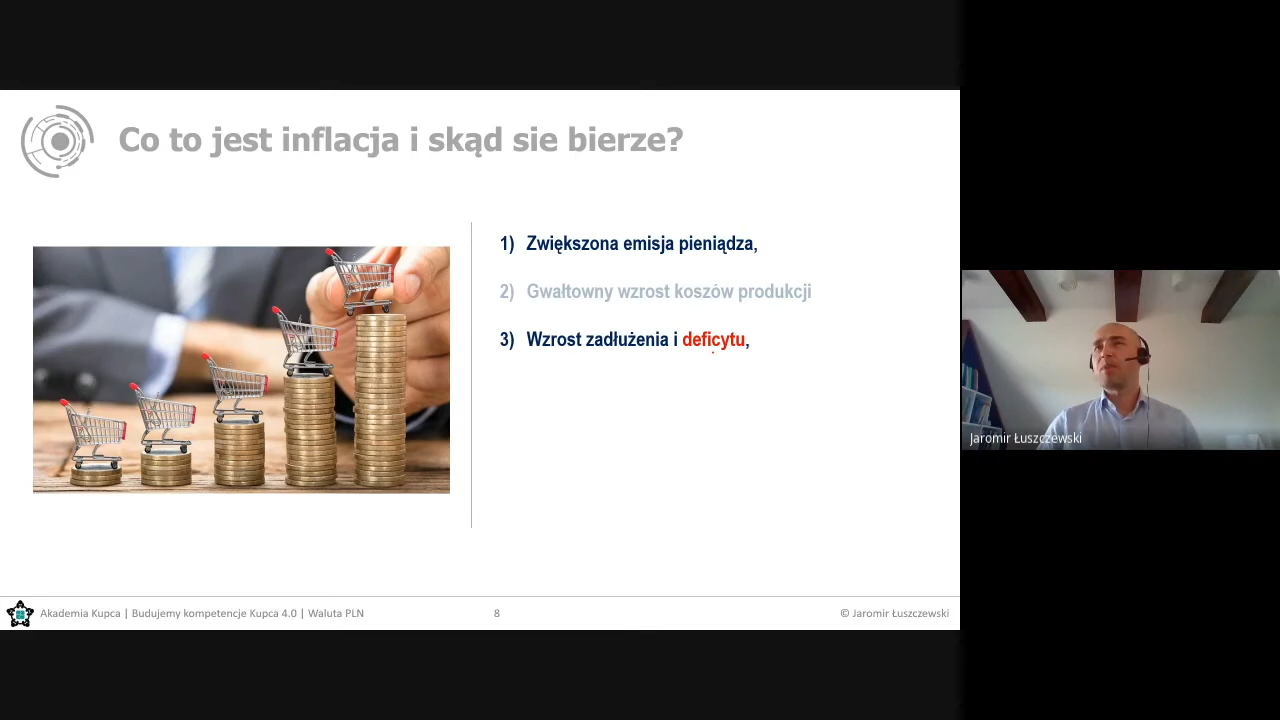 Co to jest inflacja i skąd sie bierze?
1) Zwiększona emisja pieniądza,
2) Gwałtowny wzrost koszów produkcji
3) Wzrost zadłużenia i deficytu,
Jaromir Łuszczewski
Akademia Kupca | Budujemy kompetencje Kupca 4.0 | Waluta PLN
8
© Jaromir Łuszczewski